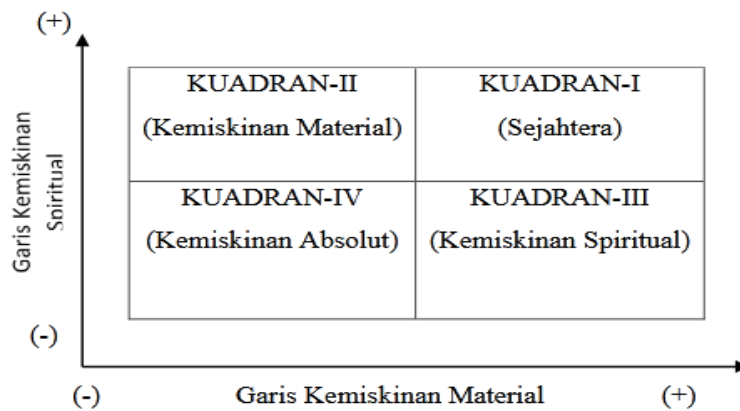 (+)
KUADRAN-II
(Kemiskinan Material)
KUADRAN-I
(Sejahtera)
KUADRAN-IV
(Kemiskinan Absolut)
KUADRAN-III
(Kemiskinan Spiritual)
Garis Kemiskinan
Spiritual
(-)
(-)
Garis Kemiskinan Material
(+)